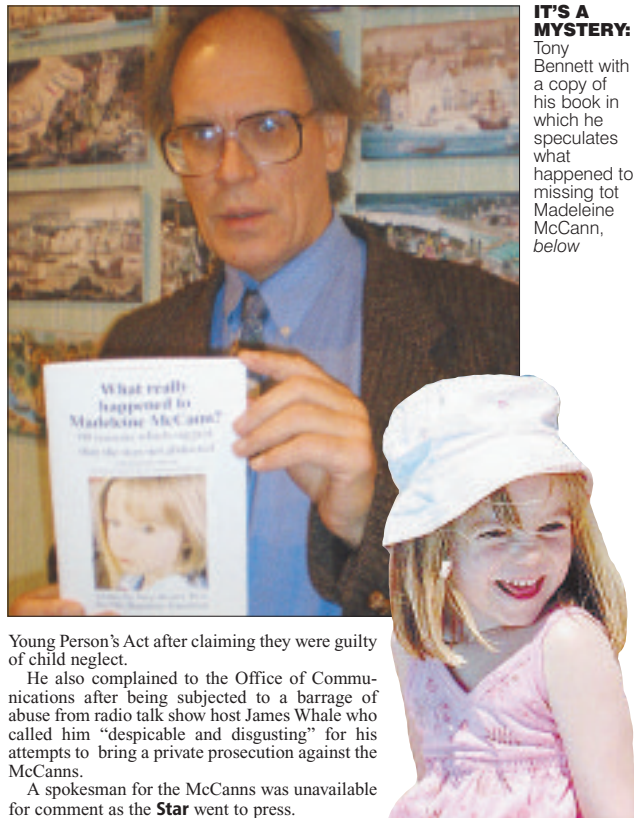 IT'S A
MYSTERY:
Tony
Bennett with
a copy of
his book in
which he
speculates
what
happened to
missing tot
Madeleine
McCann,
below
What really
happened to
Madeleine McCann?
Young Person's Act after claiming they were guilty
of child neglect.
He also complained to the Office of Commu-
nications after being subjected to a barrage of
abuse from radio talk show host James Whale who
called him “despicable and disgusting” for his
attempts to bring a private prosecution against the
McCanns.
A spokesman for the McCanns was unavailable
for comment as the Star went to press.